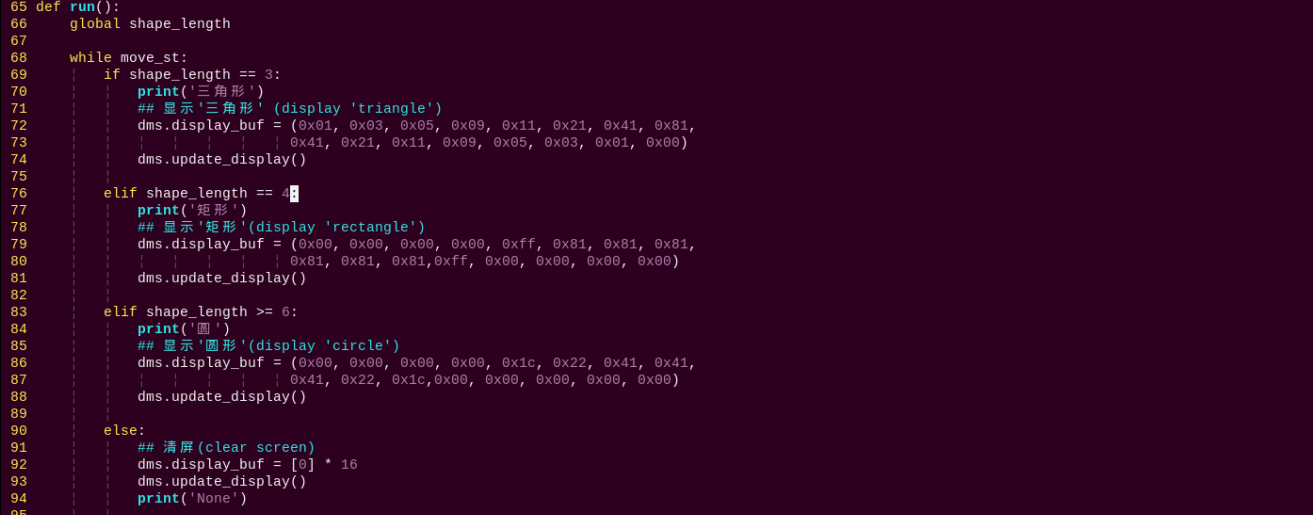 65 def run():
66     global shape_length
67
68     while move_st:
69         if shape_length == 3:
70             print('三角形')
71             ## 显示'三角形' (display 'triangle')
72             dms.display_buf = (0x01, 0x03, 0x05, 0x09, 0x11, 0x21, 0x41, 0x81,
73                               0x41, 0x21, 0x11, 0x09, 0x05, 0x03, 0x01, 0x00)
74             dms.update_display()
75
76         elif shape_length == 4:
77             print('矩形')
78             ## 显示'矩形'(display 'rectangle')
79             dms.display_buf = (0x00, 0x00, 0x00, 0x00, 0xff, 0x81, 0x81, 0x81,
80                               0x81, 0x81, 0x81,0xff, 0x00, 0x00, 0x00, 0x00)
81             dms.update_display()
82
83         elif shape_length >= 6:
84             print('圆')
85             ## 显示'圆形'(display 'circle')
86             dms.display_buf = (0x00, 0x00, 0x00, 0x00, 0x1c, 0x22, 0x41, 0x41,
87                               0x41, 0x22, 0x1c,0x00, 0x00, 0x00, 0x00, 0x00)
88             dms.update_display()
89
90         else:
91             ## 清屏(clear screen)
92             dms.display_buf = [0] * 16
93             dms.update_display()
94             print('None')
95